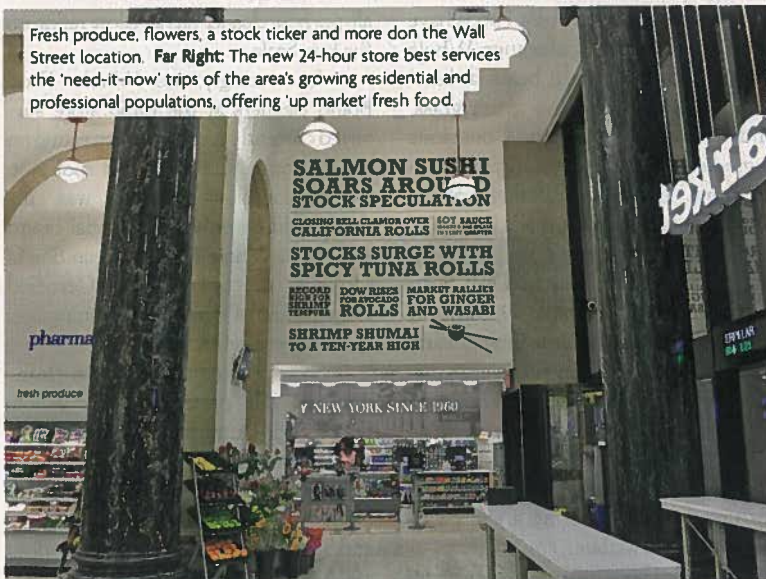 Fresh produce, flowers, a stock ticker and more don the Wall
Street location. Far Right: The new 24-hour store best services
the 'need-it-now' trips of the area's growing residential and
professional populations, offering 'up market' fresh food.
SALMON SUSHI
SOARS AROUND
STOCK SPECULATION
CLOSING BELL CLAMOR OVER
CALIFORNIA ROLLS
SOY SAUCE
STOCKS SURGE WITH
SPICY TUNA ROLLS
RECORD
HIGH FOR
SHRIMP
TEMPURA
DOW RISES
FOR AVOCADO
ROLLS
MARKET RALLIES
FOR GINGER
AND WASABI
SHRIMP SHUMAI
TO A TEN-YEAR HIGH
arket
pharma
fresh produce
Y NEW YORK SINCE 1960